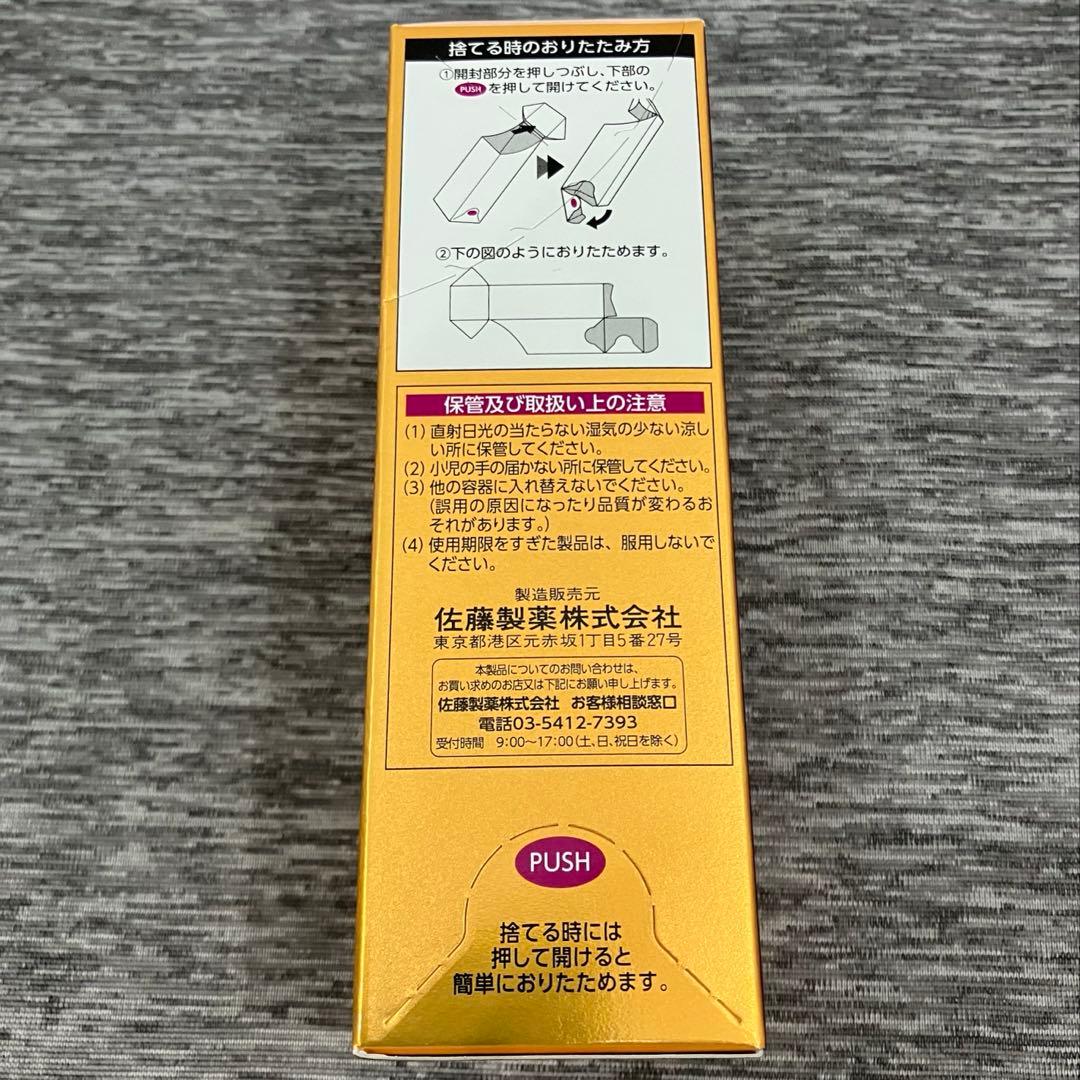 捨てる時のおりたたみ方
①開封部分を押しつぶし、下部の
PUSHを押して開けてください。
②下の図のようにおりたためます。
保管及び取扱い上の注意
(1) 直射日光の当たらない湿気の少ない涼し
い所に保管してください。
(2) 小児の手の届かない所に保管してください。
(3) 他の容器に入れ替えないでください。
(誤用の原因になったり品質が変わるお
それがあります。)
(4) 使用期限をすぎた製品は、服用しないで
ください。
製造販売元
佐藤製薬株式会社
東京都港区元赤坂1丁目5番27号
本製品についてのお問い合わせは、
お買い求めのお店又は下記にお願い申し上げます。
佐藤製薬株式会社 お客様相談窓口
電話03-5412-7393
受付時間 9:00〜17:00(土、日、祝日を除く)
PUSH
捨てる時には
押して開けると
簡単におりたためます。